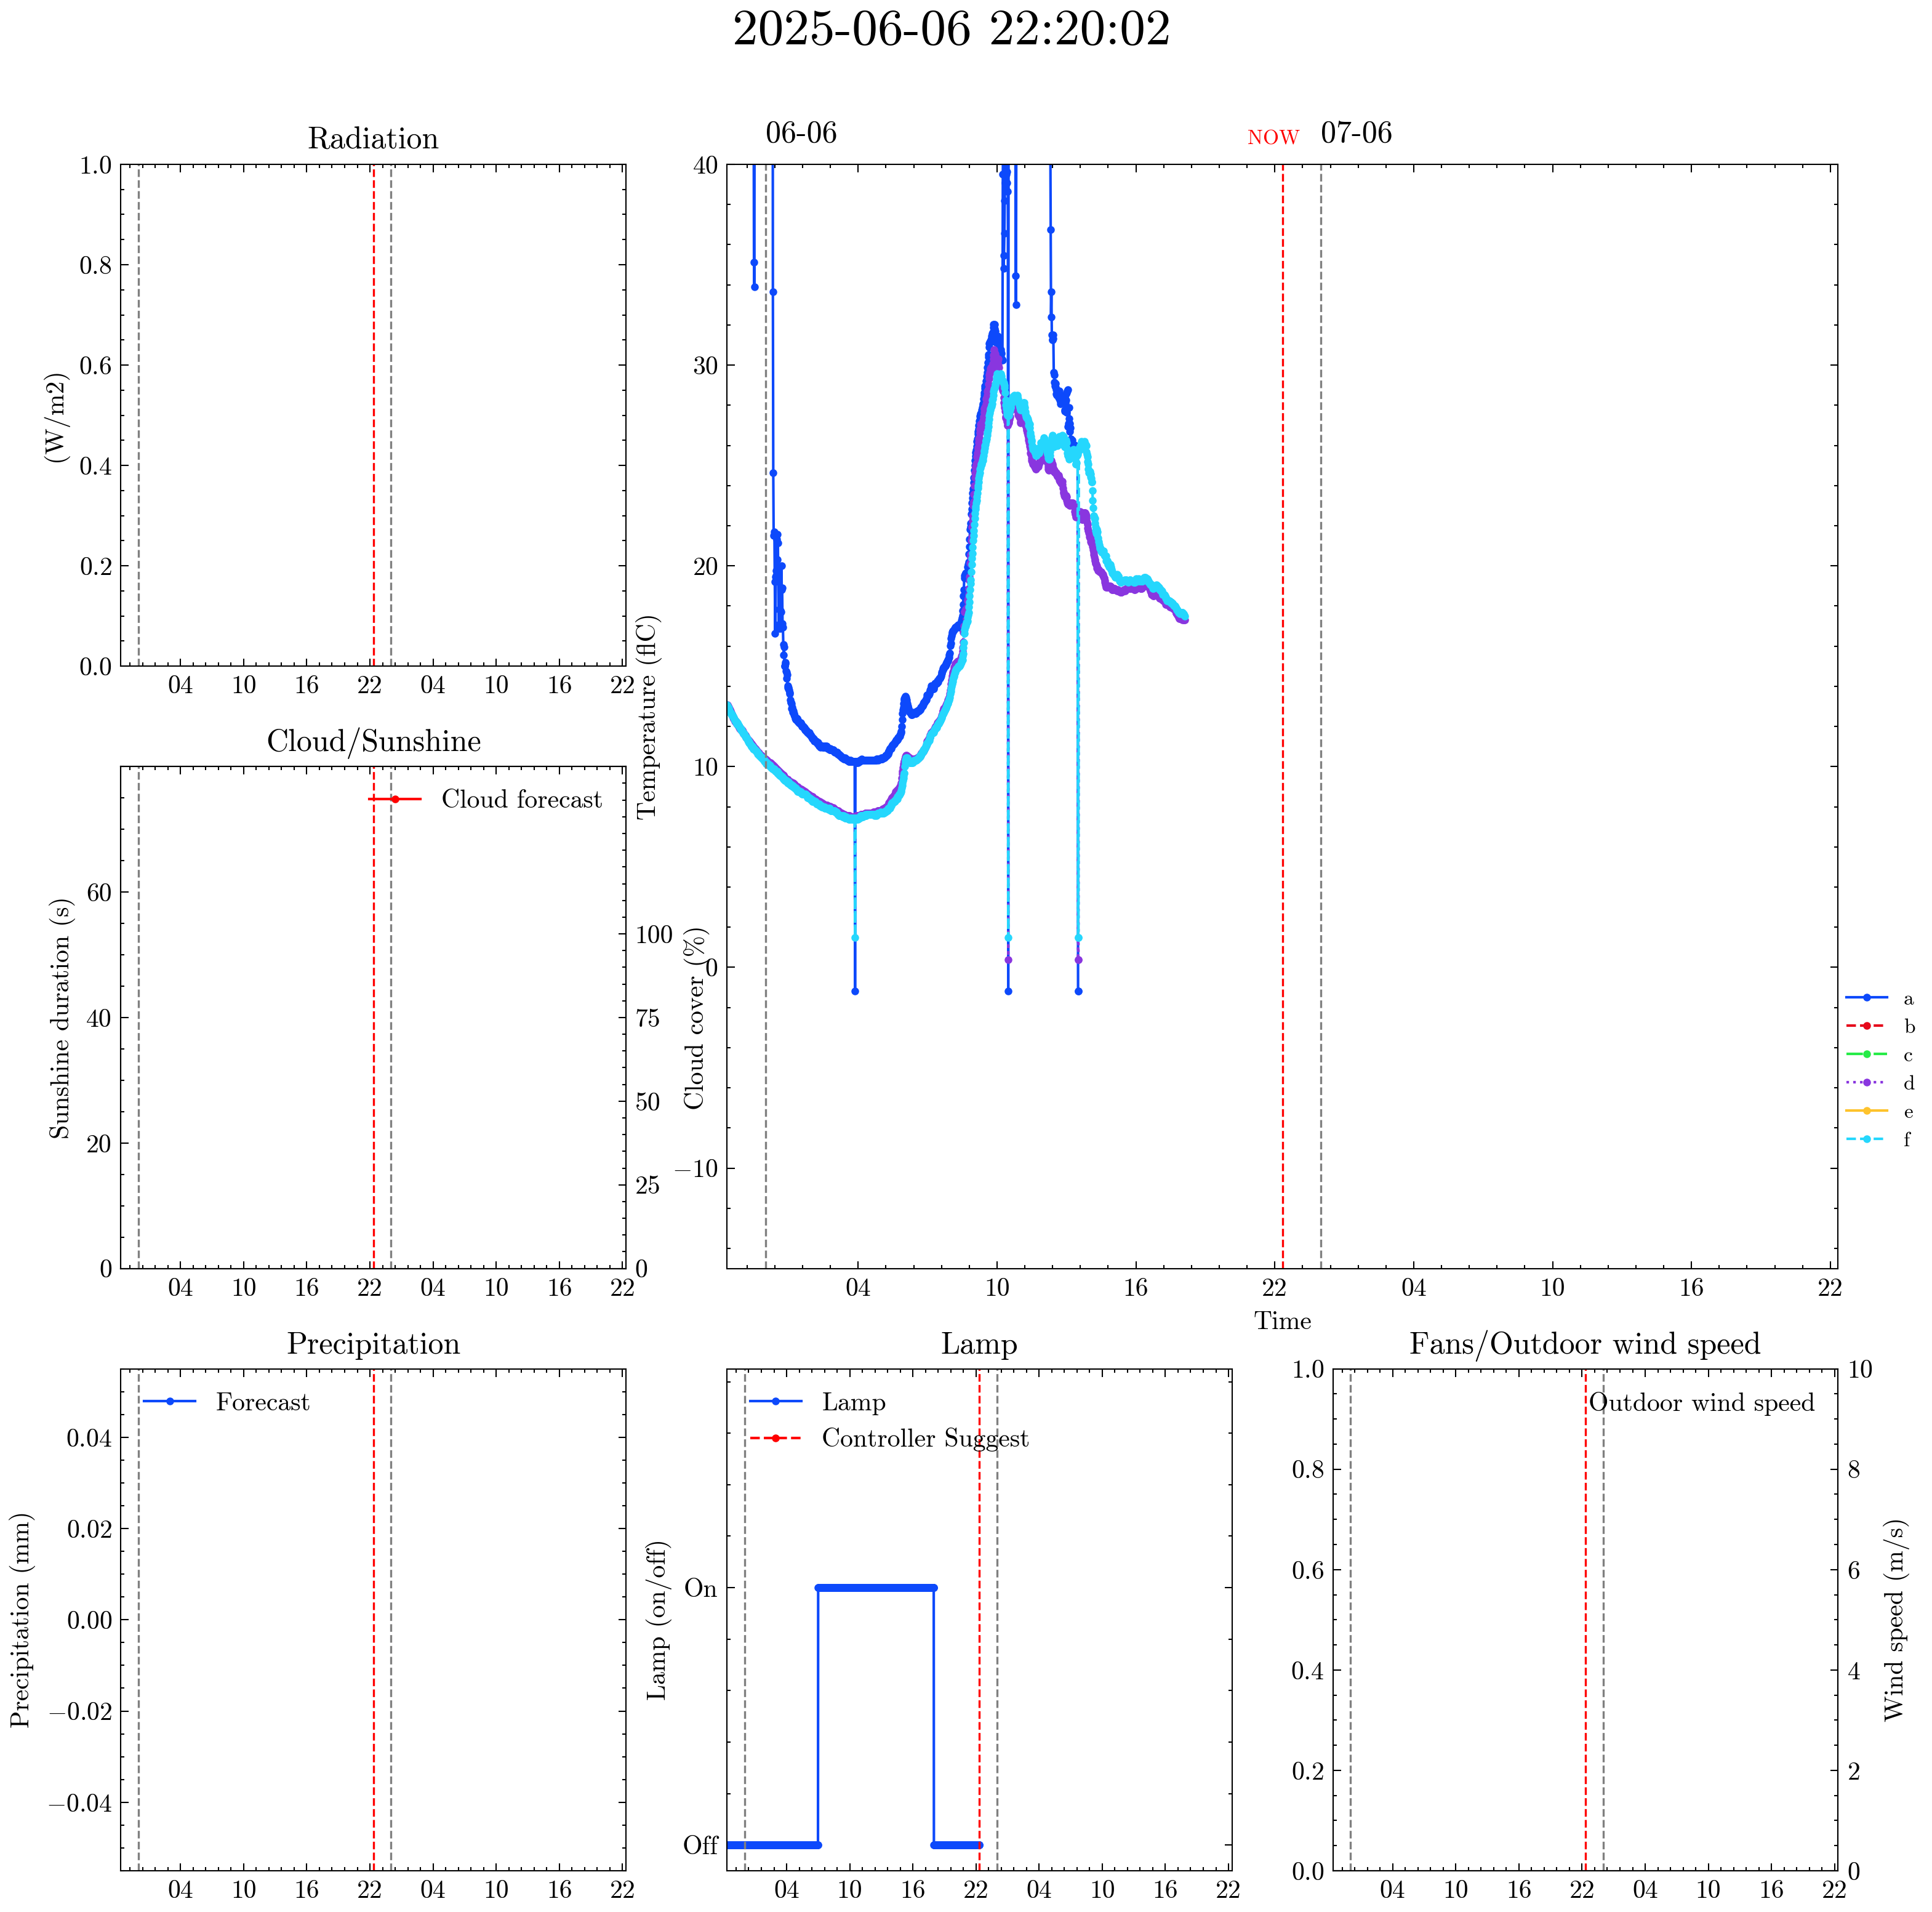 2025-06-06 22:20:02
Radiation
(W/m2)
1.0
0.8
0.6
0.4
0.2
0.0
04 10 16 22 04 10 16 22
06-06
NOW
07-06
Temperature (flC)
40
30
20
10
0
−10
04 10 16 22 04 10 16 22
Time
a
b
c
d
e
f
Cloud/Sunshine
Cloud forecast
Sunshine duration (s)
60
40
20
0
Cloud cover (%)
100
75
50
25
0
04 10 16 22 04 10 16 22
Precipitation
Forecast
Precipitation (mm)
0.04
0.02
0.00
−0.02
−0.04
04 10 16 22 04 10 16 22
Lamp
Lamp
Controller Suggest
Lamp (on/off)
On
Off
04 10 16 22 04 10 16 22
Fans/Outdoor wind speed
Outdoor wind speed
1.0
0.8
0.6
0.4
0.2
0.0
10
8
6
4
2
0
Wind speed (m/s)
04 10 16 22 04 10 16 22